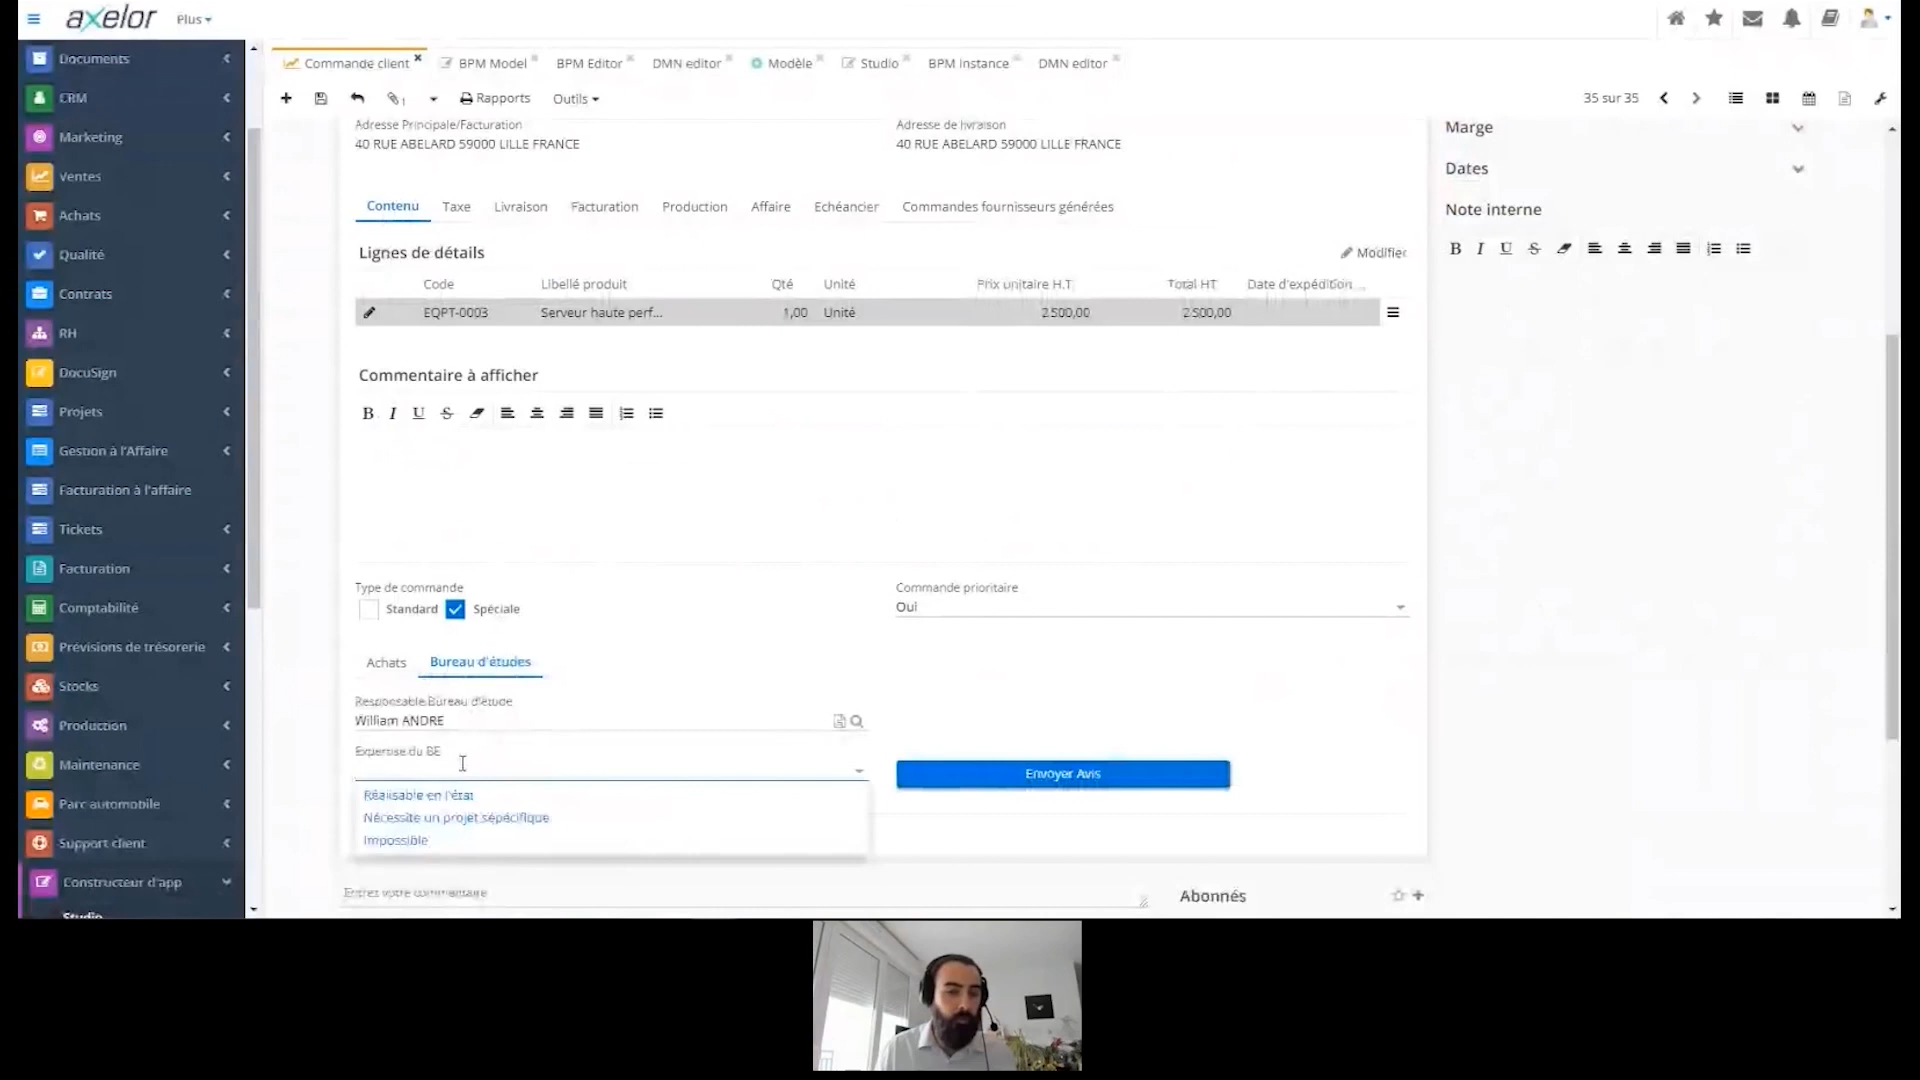 axelor
Plus
Documents
CRM
Marketing
Ventes
Achats
Qualité
Contrats
RH
DocuSign
Projets
Gestion à l'Affaire
Facturation à l'affaire
Tickets
Facturation
Comptabilité
Prévisions de trésorerie
Stocks
Production
Maintenance
Parc automobile
Support client
Constructeur d'app
Studio
Commande client
BPM Model
BPM Editor
DMN editor
Modèle
Studio
BPM Instance
DMN editor
1
Rapports
Outils
35 sur 35
Adresse Principale/Facturation
Adresse de livraison
40 RUE ABELARD 59000 LILLE FRANCE
40 RUE ABELARD 59000 LILLE FRANCE
Contenu Taxe Livraison Facturation Production Affaire Echéancier Commandes fournisseurs générées
Lignes de détails
Modifier
Code Libellé produit Qté Unité Prix unitaire H.T. Total HT Date d'expédition ...
EQPT-0003 Serveur haute perf... 1,00 Unité 2 500,00 2 500,00
Commentaire à afficher
B I U S
Type de commande
Standard Spéciale
Commande prioritaire
Oui
Achats Bureau d'études
Responsable Bureau d'étude
William ANDRE
Expertise du BE
Envoyer Avis
Réalisable en l'état
Nécessite un projet sépécifique
Impossible
Entrez votre commentaire
Abonnés
Marge
Dates
Note interne
B I U S